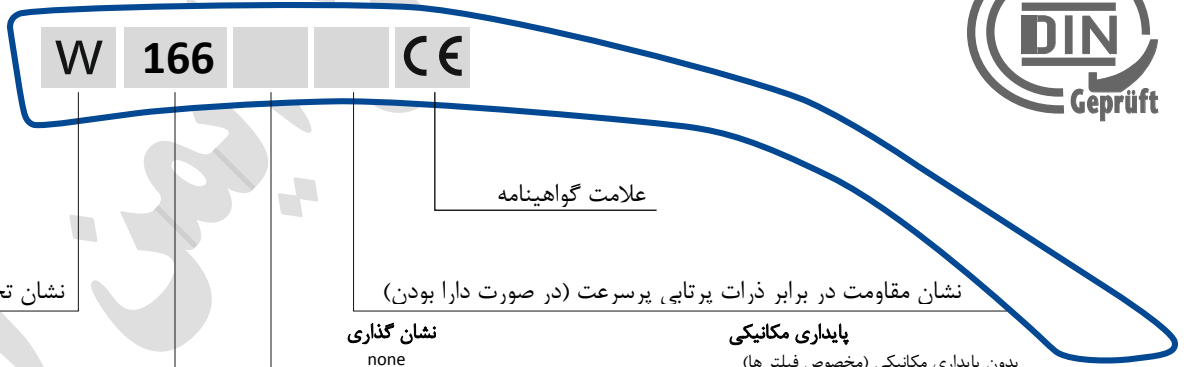 W 166 CE
DIN
Geprüft
علامت گواهینامه
نشان
نشان مقاومت در برابر ذرات پرتابی پرسرعت (در صورت دارا بودن)
نشان گذاری
پایداری مکانیکی
none
بدون پایداری مکانیکی (مخصوص فیلتر ها)